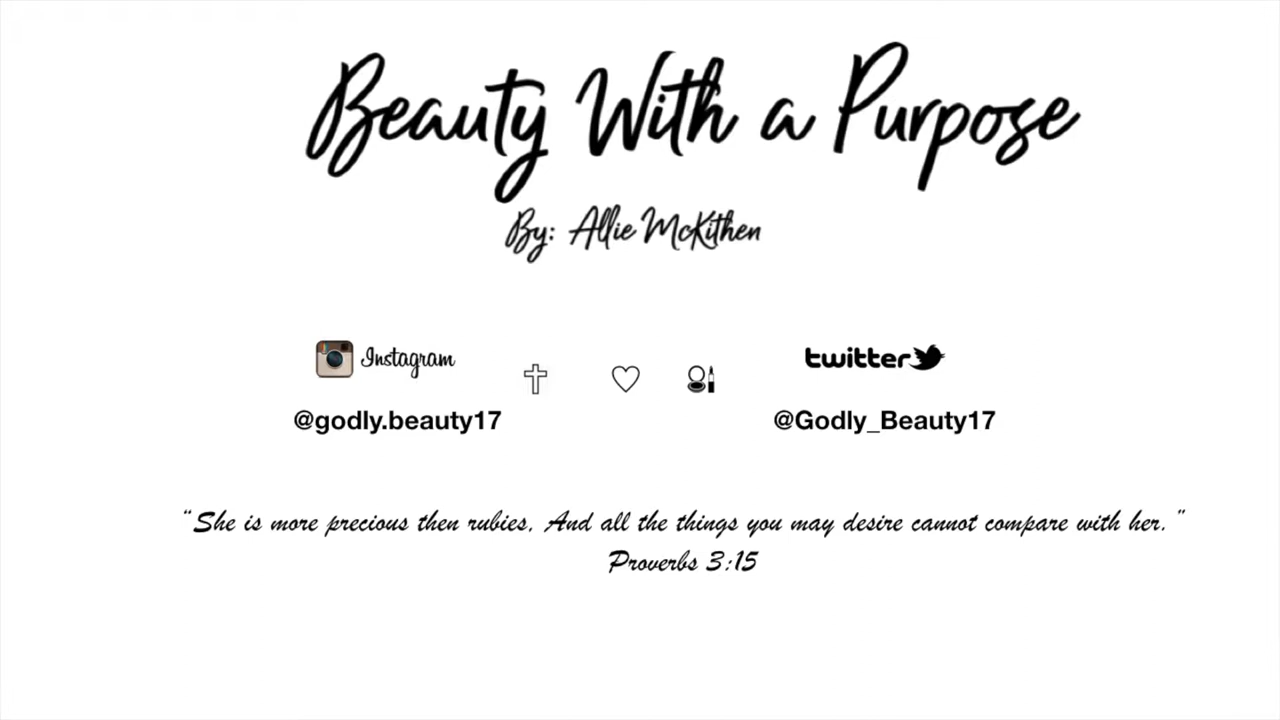 Beauty With a Purpose
By: Allie McKithen
Instagram
twitter
@godly.beauty17
@Godly_Beauty17
“She is more precious then rubies, And all the things you may desire cannot compare with her.”
Proverbs 3:15